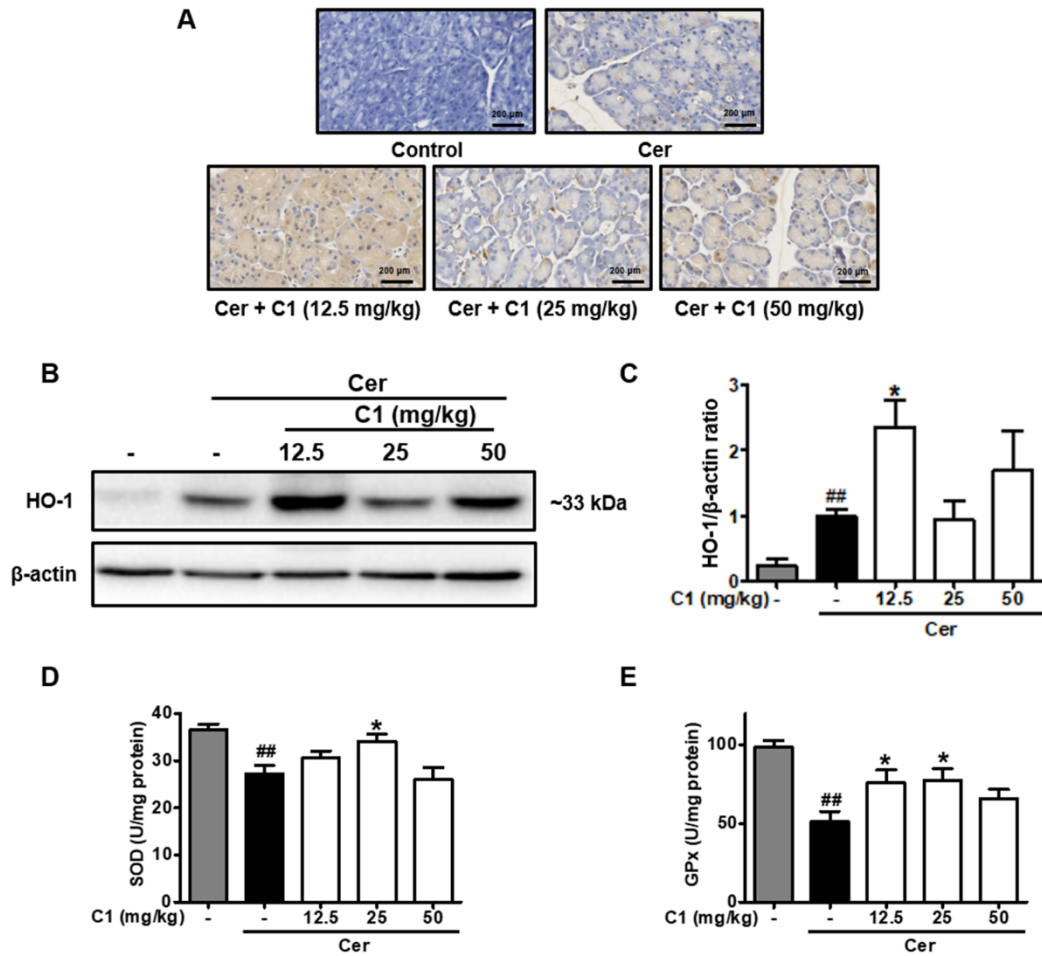 A
200 µm
200 µm
Control
Cer
200 µm
200 µm
200 µm
Cer + C1 (12.5 mg/kg)
Cer + C1 (25 mg/kg)
Cer + C1 (50 mg/kg)
B
Cer
C1 (mg/kg)
- - 12.5 25 50
HO-1
~33 kDa
β-actin
C
HO-1/β-actin ratio
3
2
1
0
##
*
C1 (mg/kg) - - 12.5 25 50
Cer
D
SOD (U/mg protein)
40
30
20
10
0
##
*
C1 (mg/kg) - - 12.5 25 50
Cer
E
GPx (U/mg protein)
100
50
0
##
*
*
C1 (mg/kg) - - 12.5 25 50
Cer